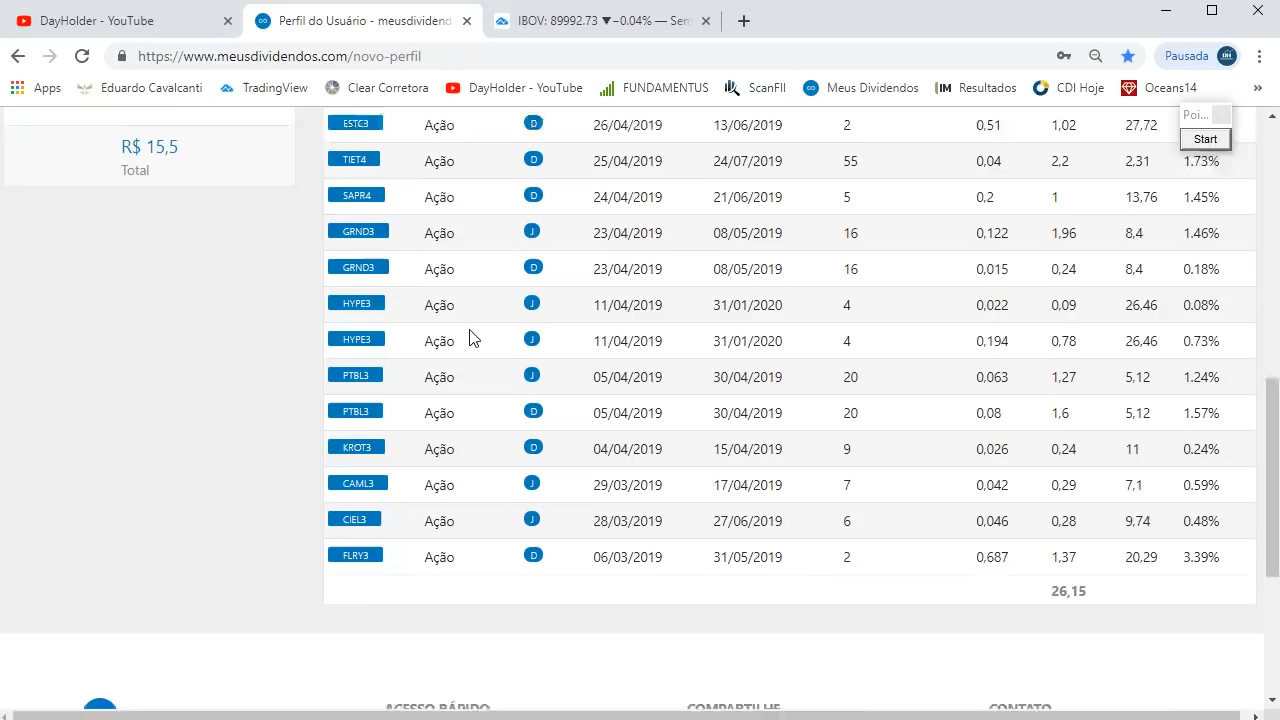 DayHolder - YouTube
Perfil do Usuário - meusdividend
IBOV: 89992.73 ▼−0.04% — Sem
https://www.meusdividendos.com/novo-perfil
Pausada
Apps
Eduardo Cavalcanti
TradingView
Clear Corretor
DayHolder - YouTube
FUNDAMENTUS
ScanFII
Meus Dividendos
Resultados
CDI Hoje
Oceans14
»
Poi...
Start
R$ 15,5
Total
ESTC3 Ação D 26/04/2019 13/06/2019 2 0,51 1,02 27,72
TIET4 Ação D 25/04/2019 24/07/2019 55 0,04 2,2 2,31 1.73%
SAPR4 Ação D 24/04/2019 21/06/2019 5 0,2 1 13,76 1.45%
GRND3 Ação J 23/04/2019 08/05/2019 16 0,122 1,96 8,4 1.46%
GRND3 Ação D 23/04/2019 08/05/2019 16 0,015 0,24 8,4 0.18%
HYPE3 Ação J 11/04/2019 31/01/2020 4 0,022 0,09 26,46 0.08%
HYPE3 Ação J 11/04/2019 31/01/2020 4 0,194 0,78 26,46 0.73%
PTBL3 Ação J 05/04/2019 30/04/2019 20 0,063 1,27 5,12 1.24%
PTBL3 Ação D 05/04/2019 30/04/2019 20 0,08 1,6 5,12 1.57%
KROT3 Ação D 04/04/2019 15/04/2019 9 0,026 0,24 11 0.24%
CAML3 Ação J 29/03/2019 17/04/2019 7 0,042 0,29 7,1 0.59%
CIEL3 Ação J 28/03/2019 27/06/2019 6 0,046 0,28 9,74 0.48%
FLRY3 Ação D 06/03/2019 31/05/2019 2 0,687 1,37 20,29 3.39%
26,15
ACESSO RÁPIDO
COMPARTILHE
CONTATO